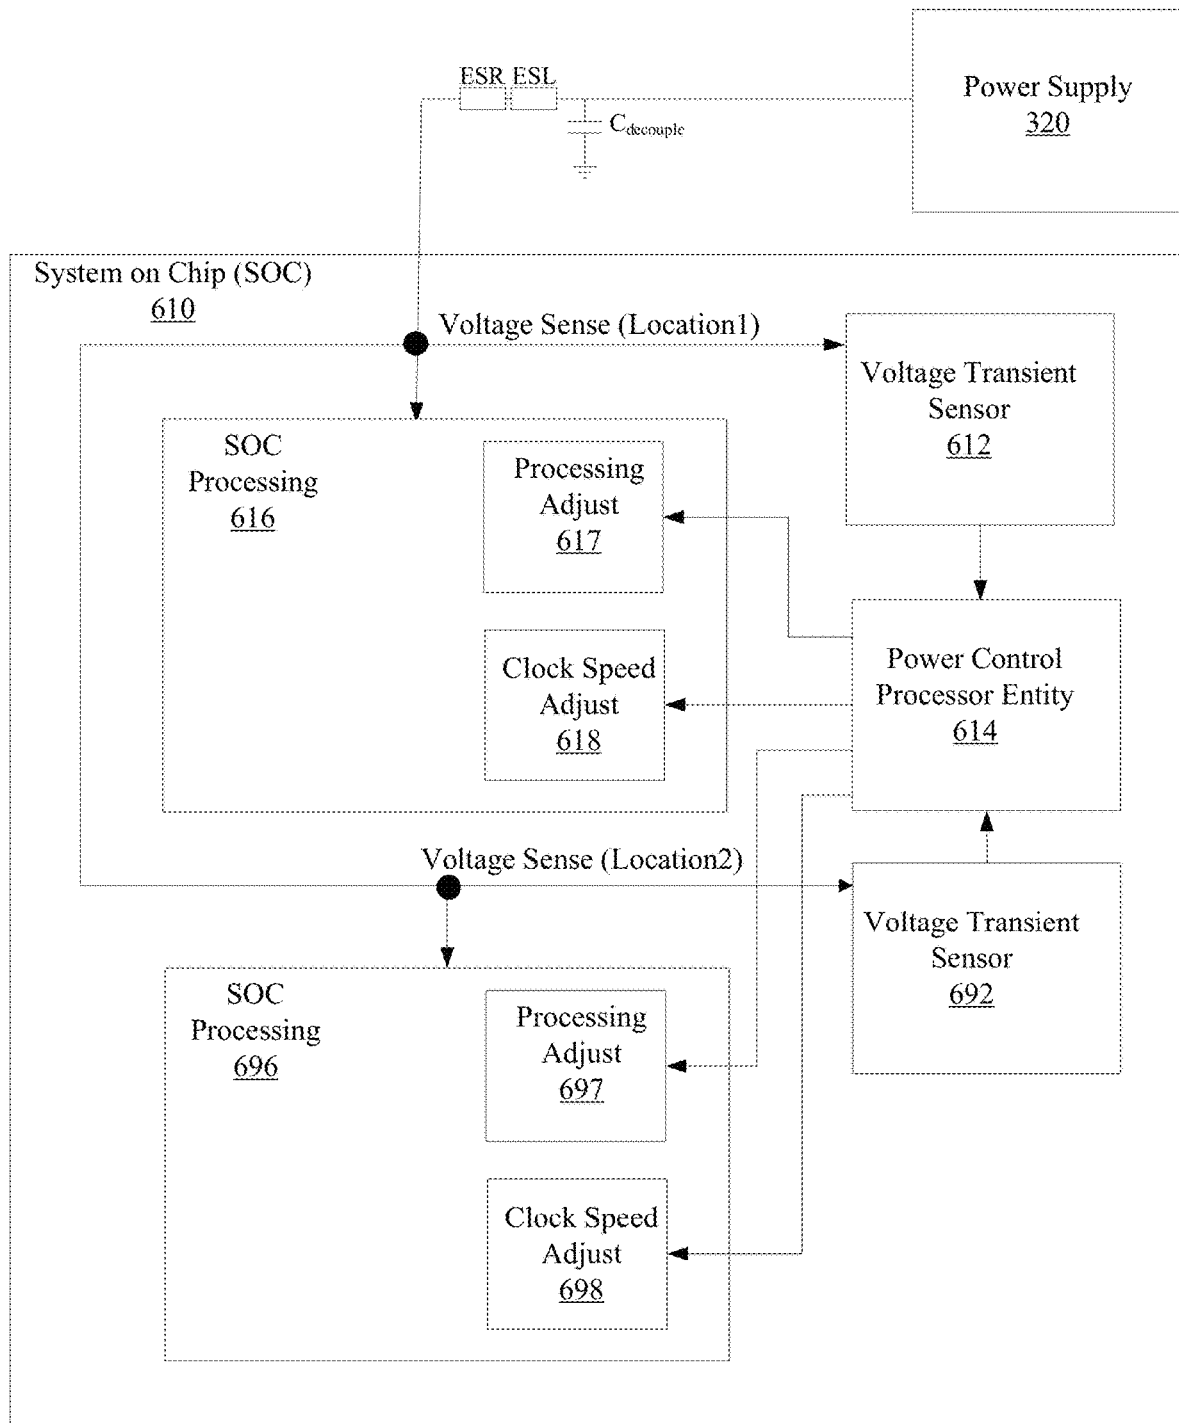 ESR ESL
C decouple
Power Supply
320
System on Chip (SOC)
610
Voltage Sense (Location1)
Voltage Transient
Sensor
612
SOC
Processing
616
Processing
Adjust
617
Clock Speed
Adjust
618
Power Control
Processor Entity
614
Voltage Sense (Location2)
Voltage Transient
Sensor
692
SOC
Processing
696
Processing
Adjust
697
Clock Speed
Adjust
698